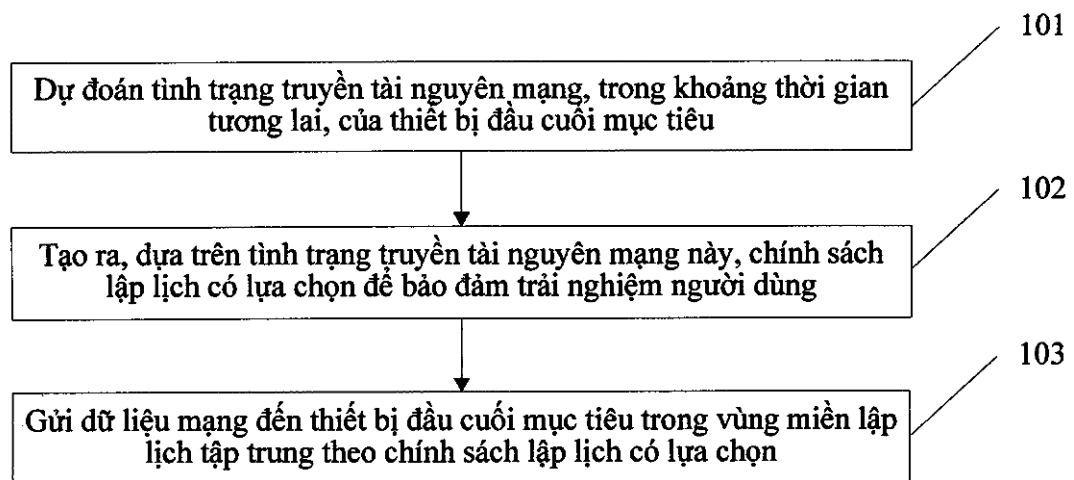 101
Dự đoán tình trạng truyền tài nguyên mạng, trong khoảng thời gian
tương lai, của thiết bị đầu cuối mục tiêu
102
Tạo ra, dựa trên tình trạng truyền tài nguyên mạng này, chính sách
lập lịch có lựa chọn để bảo đảm trải nghiệm người dùng
103
Gửi dữ liệu mạng đến thiết bị đầu cuối mục tiêu trong vùng miền lập
lịch tập trung theo chính sách lập lịch có lựa chọn